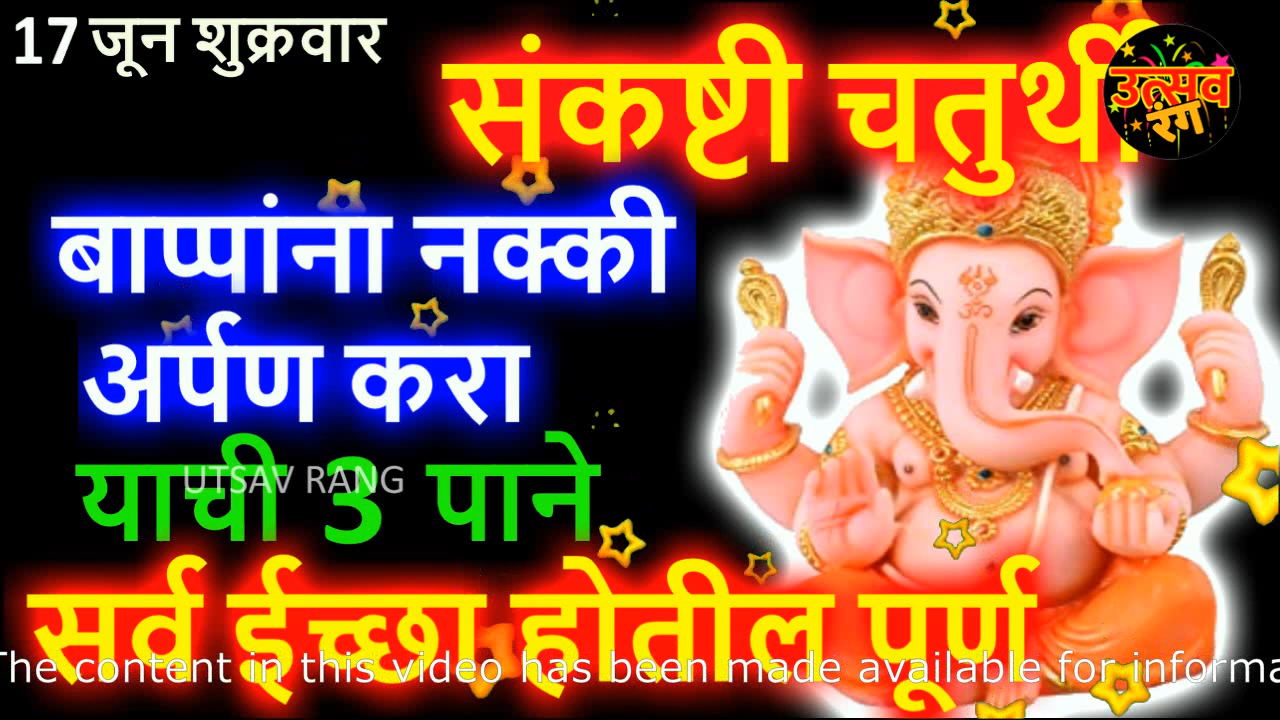 17 जून शुक्रवार
संकष्टी चतुर्थी
उत्सव
रंग
बाप्पांना नक्की
अर्पण करा
याची 3 पाने
UTSAV RANG
सर्व ईच्छा होतील पूर्ण
The content in this video has been made available for informa